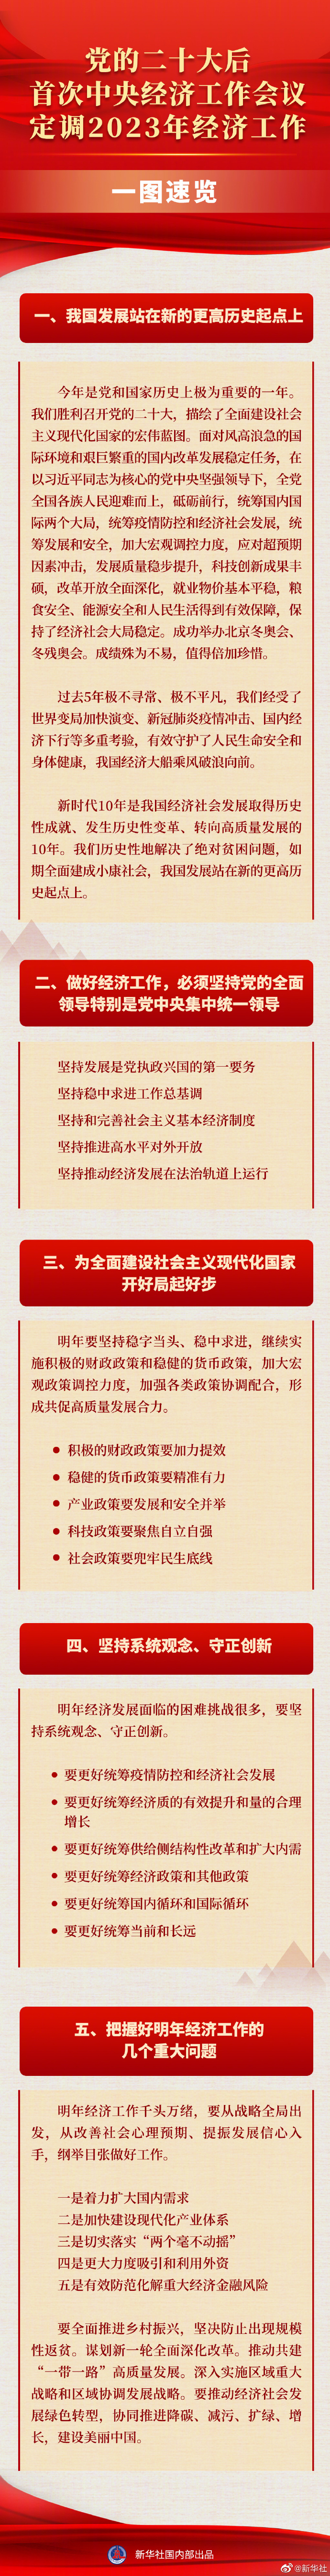 党的二十大后
首次中央经济工作会议
定调2023年经济工作
一图速览
一、我国发展站在新的更高历史起点上
今年是党和国家历史上极为重要的一年。
我们胜利召开党的二十大，描绘了全面建设社会
主义现代化国家的宏伟蓝图。面对风高浪急的国
际环境和艰巨繁重的国内改革发展稳定任务，在
以习近平同志为核心的党中央坚强领导下，全党
全国各族人民迎难而上，砥砺前行，统筹国内国
际两个大局，统筹疫情防控和经济社会发展，统
筹发展和安全，加大宏观调控力度，应对超预期
因素冲击，发展质量稳步提升，科技创新成果丰
硕，改革开放全面深化，就业物价基本平稳，粮
食安全、能源安全和人民生活得到有效保障，保
持了经济社会大局稳定。成功举办北京冬奥会、
冬残奥会。成绩殊为不易，值得倍加珍惜。
过去5年极不寻常、极不平凡，我们经受了
世界变局加快演变、新冠肺炎疫情冲击、国内经
济下行等多重考验，有效守护了人民生命安全和
身体健康，我国经济大船乘风破浪向前。
新时代10年是我国经济社会发展取得历史
性成就、发生历史性变革、转向高质量发展的
10年。我们历史性地解决了绝对贫困问题，如
期全面建成小康社会，我国发展站在新的更高历
史起点上。
二、做好经济工作，必须坚持党的全面
领导特别是党中央集中统一领导
坚持发展是党执政兴国的第一要务
坚持稳中求进工作总基调
坚持和完善社会主义基本经济制度
坚持推进高水平对外开放
坚持推动经济发展在法治轨道上运行
三、为全面建设社会主义现代化国家
开好局起好步
明年要坚持稳字当头、稳中求进，继续实
施积极的财政政策和稳健的货币政策，加大宏
观政策调控力度，加强各类政策协调配合，形
成共促高质量发展合力。
● 积极的财政政策要加力提效
● 稳健的货币政策要精准有力
● 产业政策要发展和安全并举
● 科技政策要聚焦自立自强
● 社会政策要兜牢民生底线
四、坚持系统观念、守正创新
明年经济发展面临的困难挑战很多，要坚
持系统观念、守正创新。
● 要更好统筹疫情防控和经济社会发展
● 要更好统筹经济质的有效提升和量的合理
增长
● 要更好统筹供给侧结构性改革和扩大内需
● 要更好统筹经济政策和其他政策
● 要更好统筹国内循环和国际循环
● 要更好统筹当前和长远
五、把握好明年经济工作的
几个重大问题
明年经济工作千头万绪，要从战略全局出
发，从改善社会心理预期、提振发展信心入
手，纲举目张做好工作。
一是着力扩大国内需求
二是加快建设现代化产业体系
三是切实落实“两个毫不动摇”
四是更大力度吸引和利用外资
五是有效防范化解重大经济金融风险
要全面推进乡村振兴，坚决防止出现规模
性返贫。谋划新一轮全面深化改革。推动共建
“一带一路”高质量发展。深入实施区域重大
战略和区域协调发展战略。要推动经济社会发
展绿色转型，协同推进降碳、减污、扩绿、增
长，建设美丽中国。
新华社国内部出品
@新华社